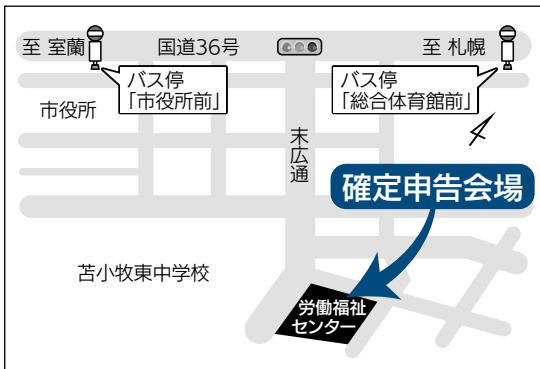 至 室蘭
国道36号
至 札幌
バス停
「市役所前」
バス停
「総合体育館前」
市役所
末広通
確定申告会場
苫小牧東中学校
労働福祉
センター